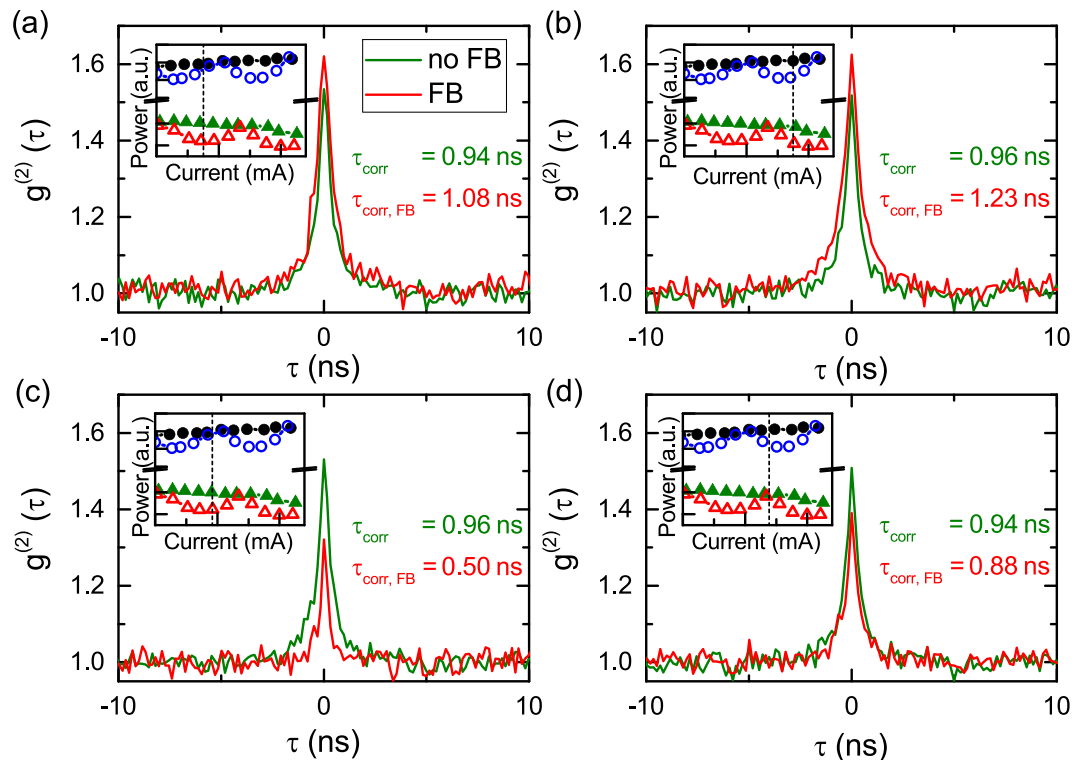 (a)
1.6
1.4
1.2
1.0
g(2) (τ)
Power (a.u.)
Current (mA)
no FB
FB
τcorr = 0.94 ns
τcorr, FB = 1.08 ns
-10
0
10
τ (ns)
(b)
1.6
1.4
1.2
1.0
g(2) (τ)
Power (a.u.)
Current (mA)
τcorr = 0.96 ns
τcorr, FB = 1.23 ns
-10
0
10
τ (ns)
(c)
1.6
1.4
1.2
1.0
g(2) (τ)
Power (a.u.)
Current (mA)
τcorr = 0.96 ns
τcorr, FB = 0.50 ns
-10
0
10
τ (ns)
(d)
1.6
1.4
1.2
1.0
g(2) (τ)
Power (a.u.)
Current (mA)
τcorr = 0.94 ns
τcorr, FB = 0.88 ns
-10
0
10
τ (ns)